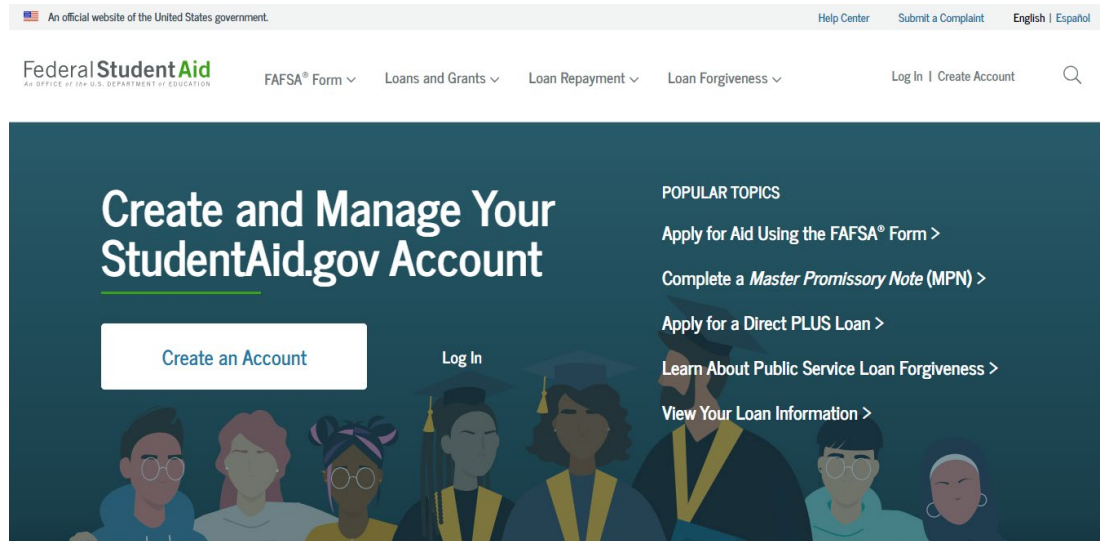 An official website of the United States government.
Help Center
Submit a Complaint
English | Español
Federal Student Aid
An OFFICE of the U.S. DEPARTMENT of EDUCATION
FAFSA® Form
Loans and Grants
Loan Repayment
Loan Forgiveness
Log In | Create Account
Create and Manage Your
StudentAid.gov Account
Create an Account
Log In
POPULAR TOPICS
Apply for Aid Using the FAFSA® Form >
Complete a Master Promissory Note (MPN) >
Apply for a Direct PLUS Loan >
Learn About Public Service Loan Forgiveness >
View Your Loan Information >